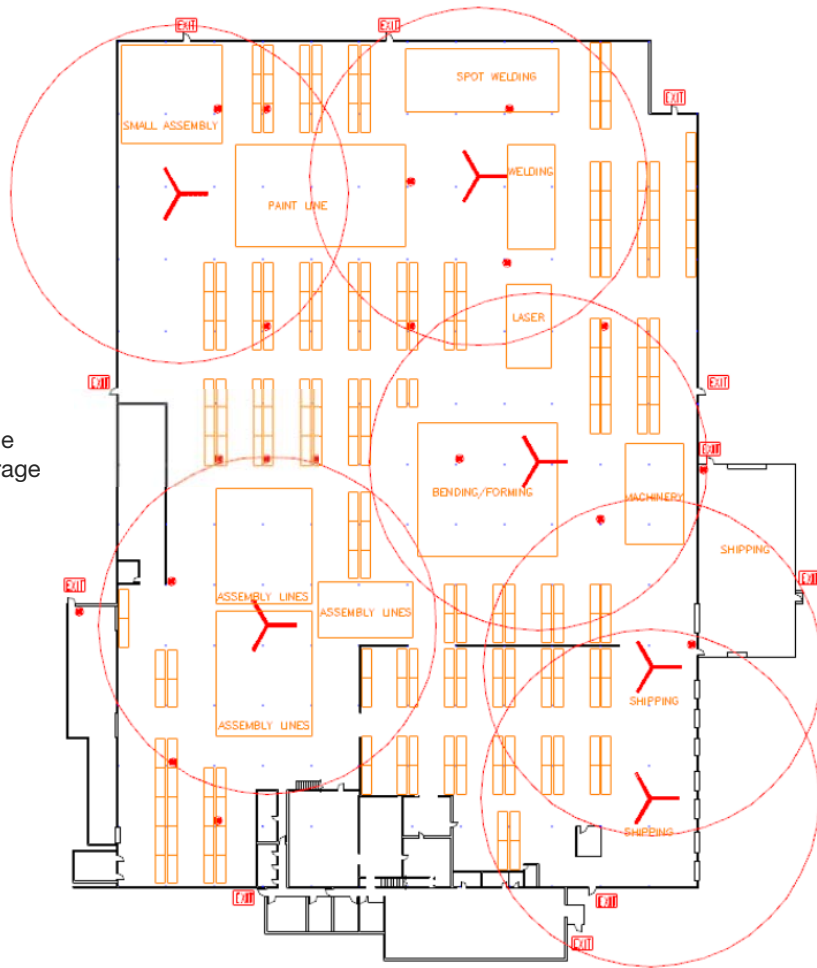 EXIT
EXIT
SPOT WELDING
EXIT
SMALL ASSEMBLY
WELDING
PAINT LINE
LASER
EXIT
EXIT
e
rage
EXIT
BENDING/FORMING
MACHINERY
SHIPPING
EXIT
EXIT
ASSEMBLY LINES
ASSEMBLY LINES
SHIPPING
ASSEMBLY LINES
SHIPPING
EXIT
EXIT
EXIT